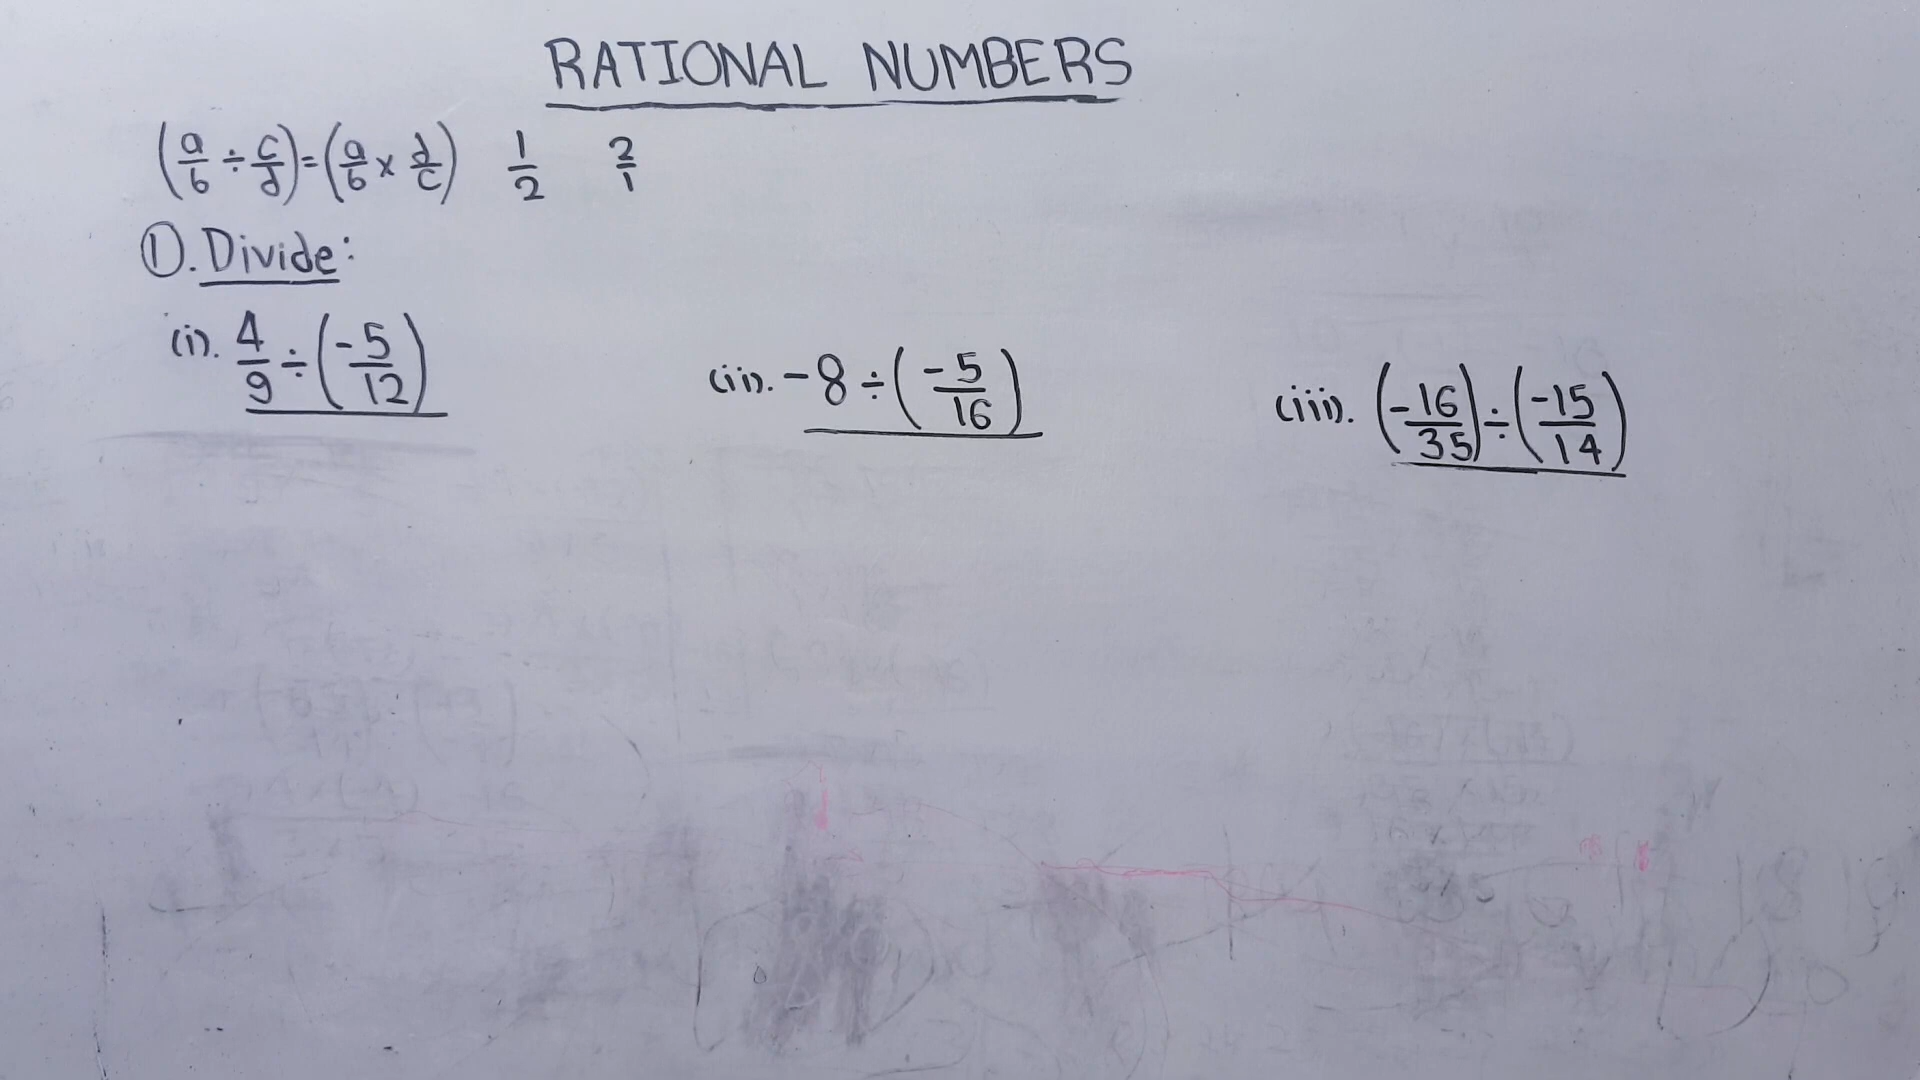 RATIONAL NUMBERS
(a/b ÷ c/d) = (a/b × d/c) 1/2 2/1
①. Divide:
(i). 4/9 ÷ (-5/12)
(ii). -8 ÷ (-5/16)
(iii). (-16/35) ÷ (-15/14)